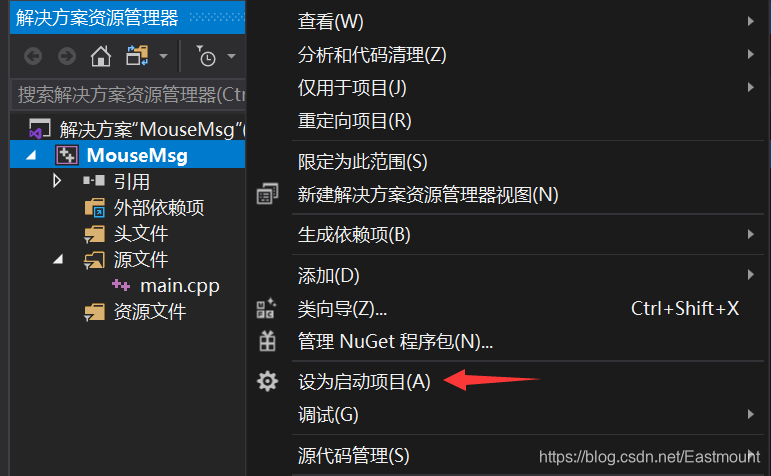 解决方案资源管理器
搜索解决方案资源管理器(Ctr
解决方案“MouseMsg”(
MouseMsg
引用
外部依赖项
头文件
源文件
main.cpp
资源文件
查看(W)
分析和代码清理(Z)
仅用于项目(J)
重定向项目(R)
限定为此范围(S)
新建解决方案资源管理器视图(N)
生成依赖项(B)
添加(D)
类向导(Z)... Ctrl+Shift+X
管理 NuGet 程序包(N)...
设为启动项目(A)
调试(G)
源代码管理(S)
https://blog.csdn.net/Eastmount